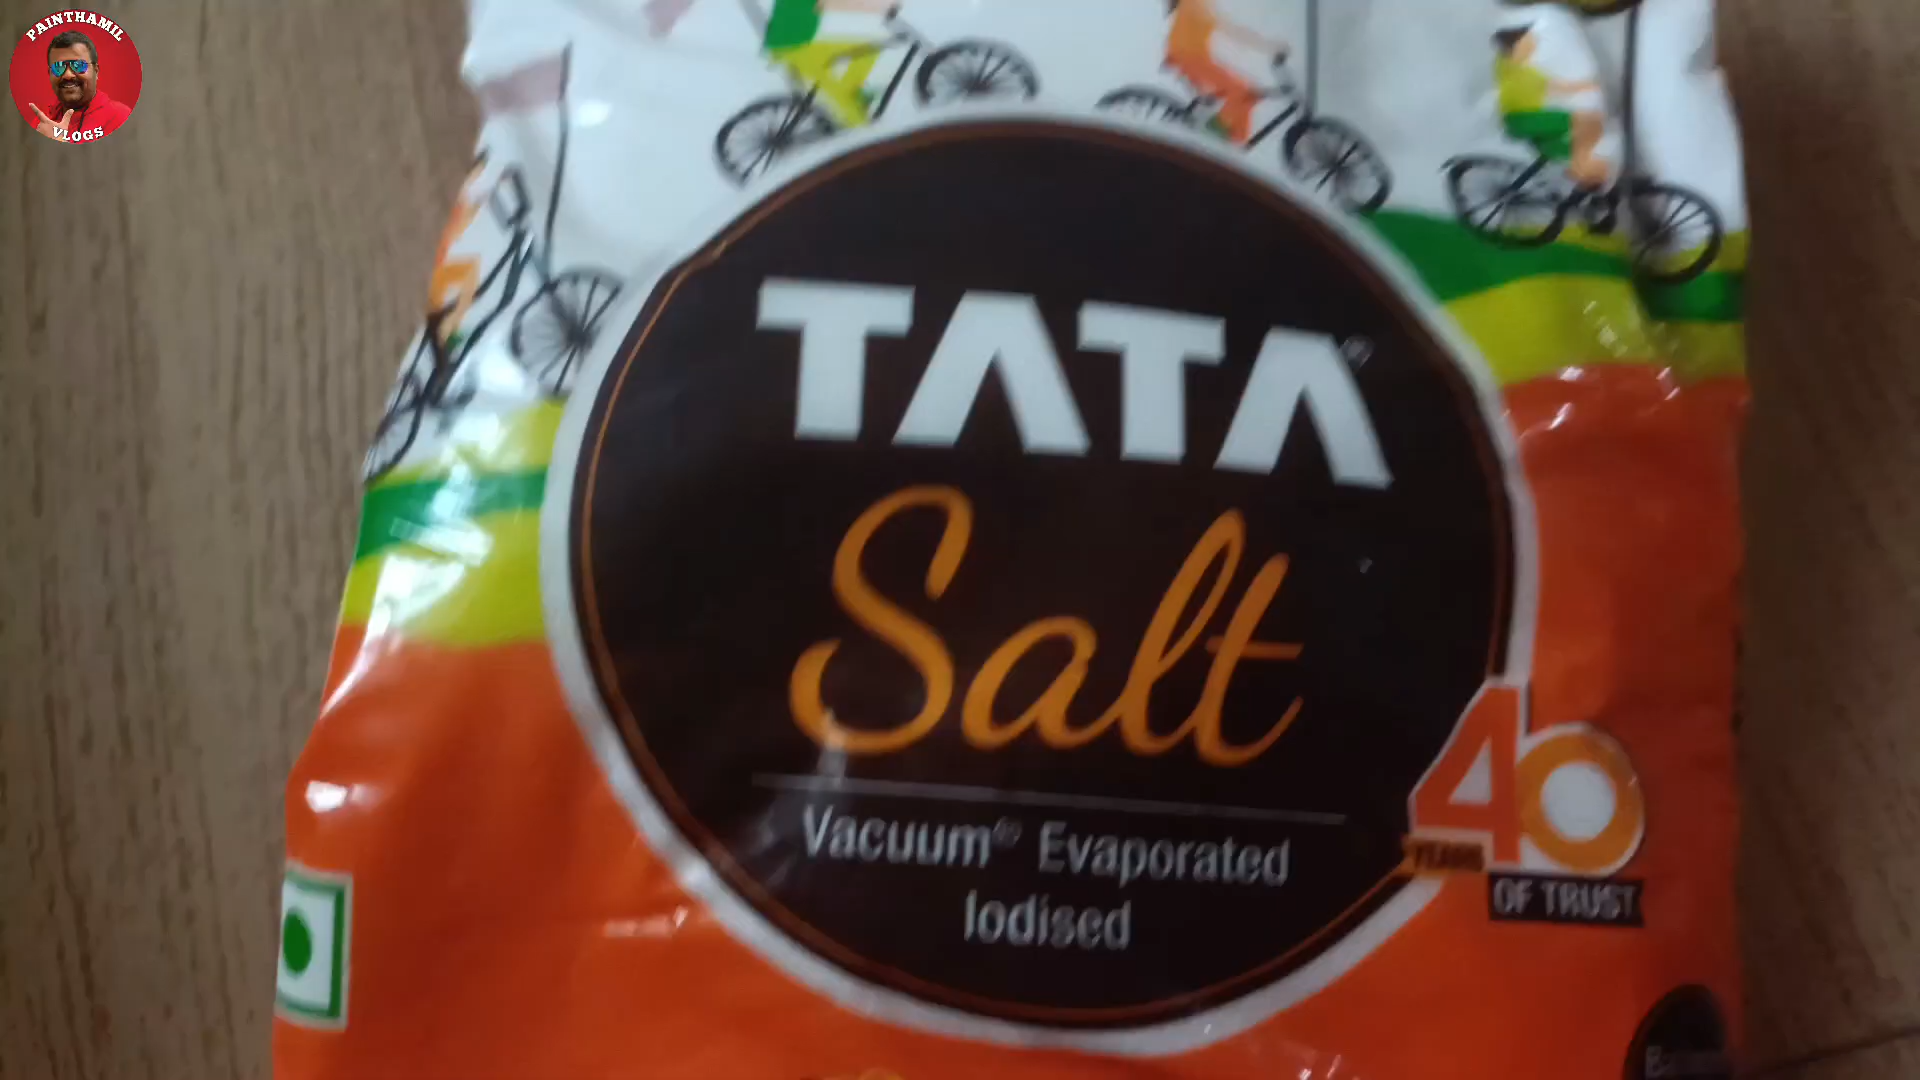 PAINTHAMIL
VLOGS
TATA
Salt
Vacuum® Evaporated
Iodised
40
YEARS
OF TRUST